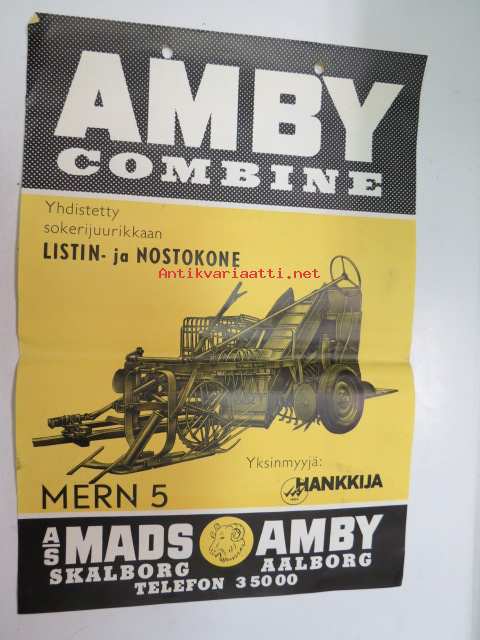 AMBY
COMBINE
Yhdistetty
sokerijuurikkaan
LISTIN- ja NOSTOKONE
Antikvariaatti.net
Yksinmyyjä:
HANKKIJA
MERN 5
A/S MADS AMBY
SKALBORG AALBORG
TELEFON 35000